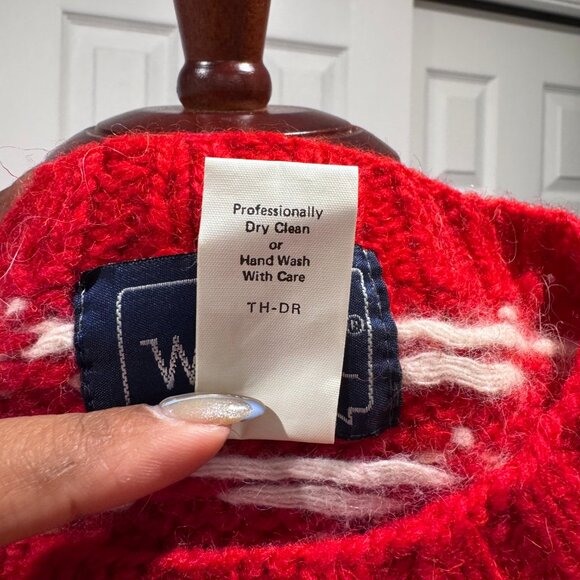 Professionally
Dry Clean
or
Hand Wash
With Care
TH-DR
W
®